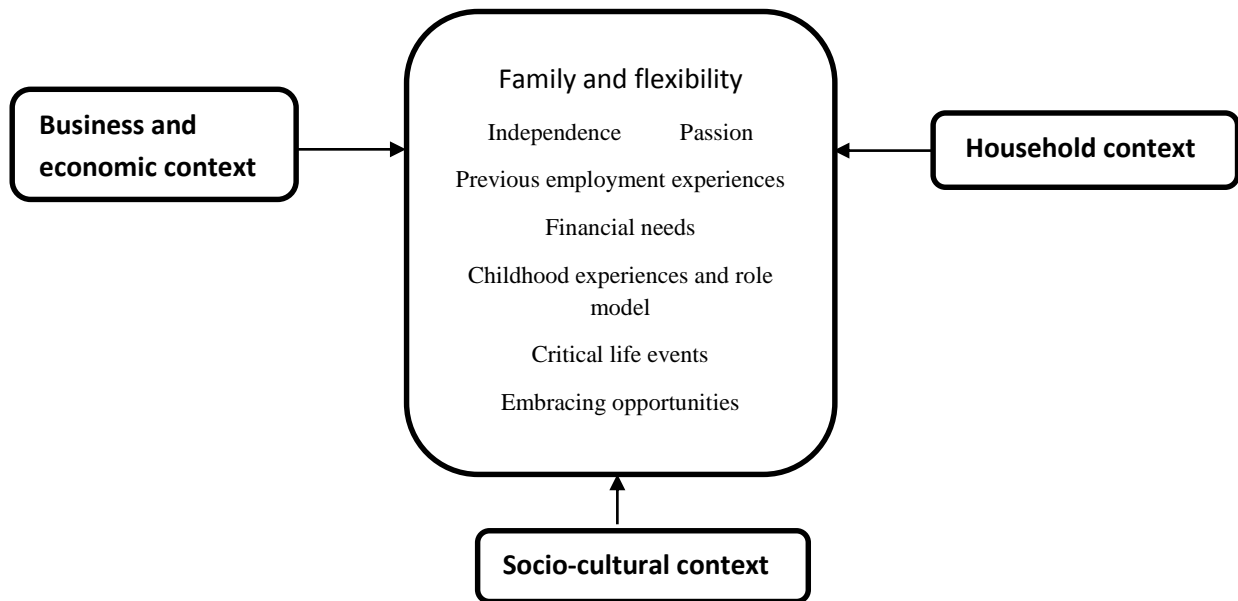 Family and flexibility
Business and
economic context
Independence Passion
Household context
Previous employment experiences
Financial needs
Childhood experiences and role
model
Critical life events
Embracing opportunities
Socio-cultural context